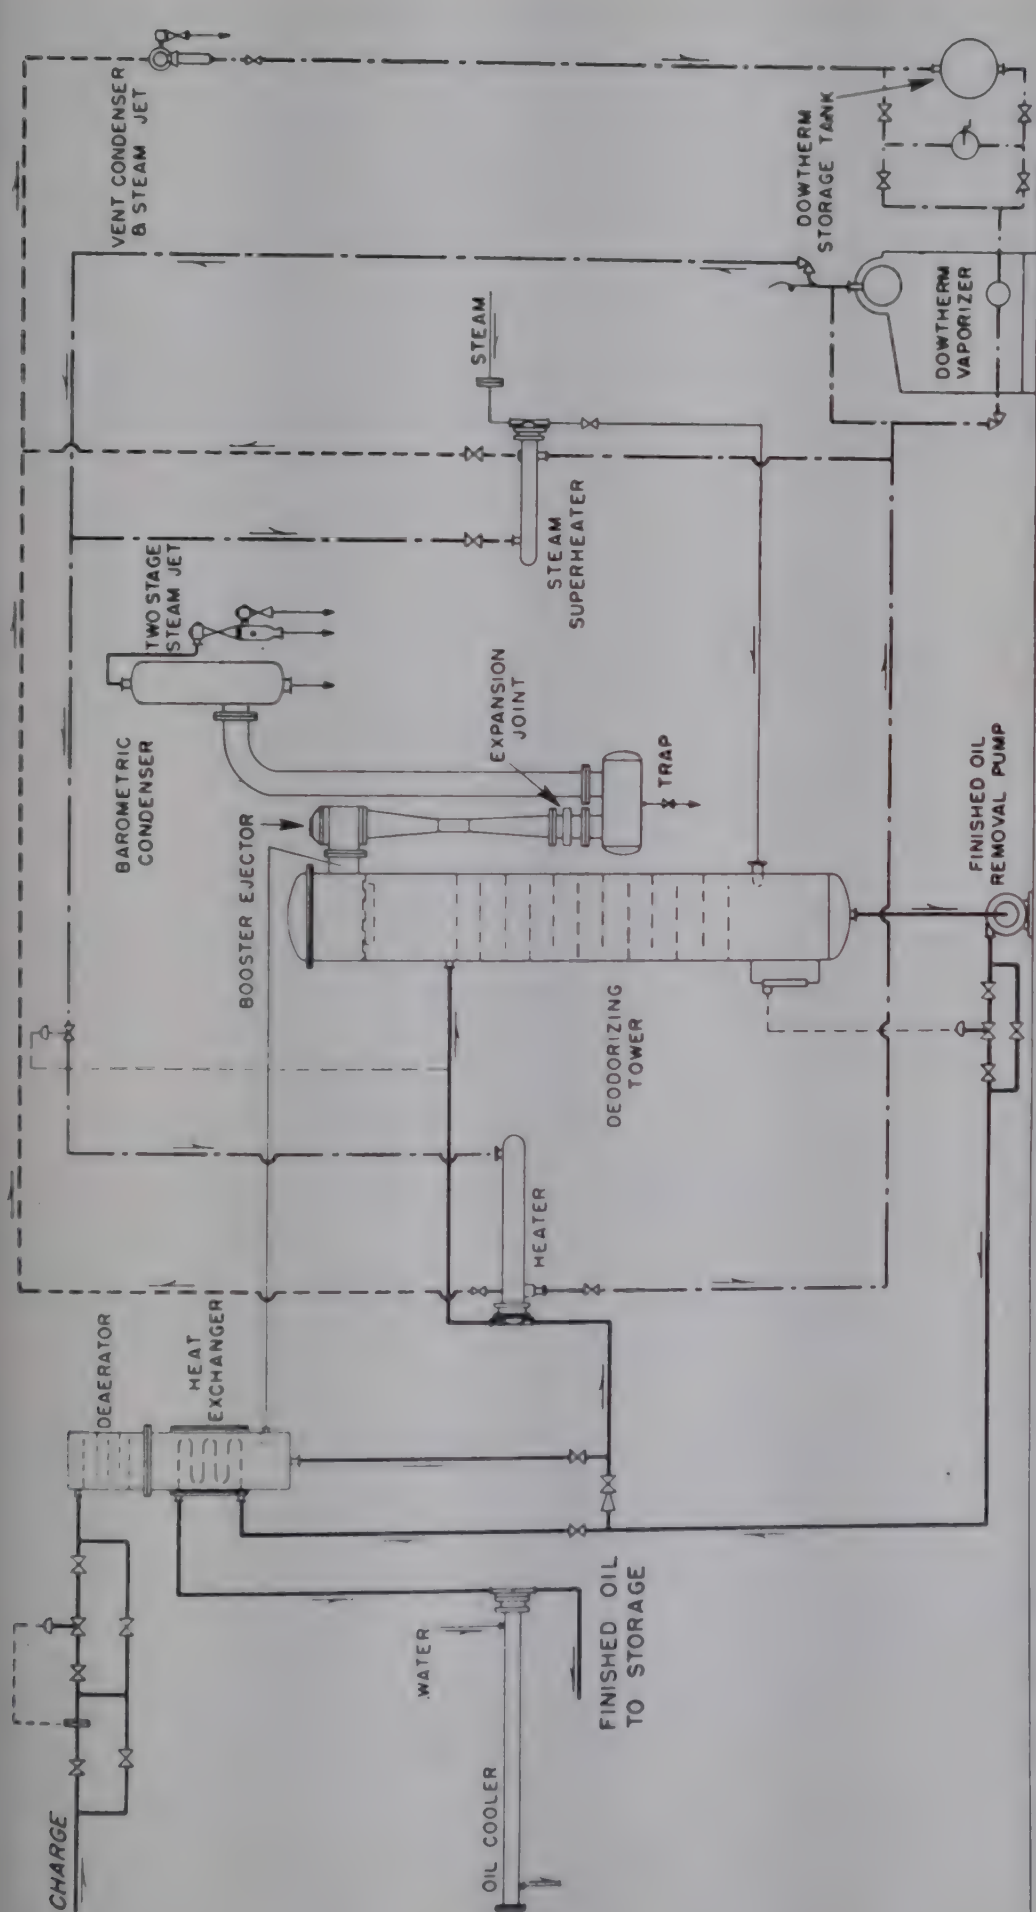 CHARGE
DEAERATOR
HEAT
EXCHANGER
OIL COOLER
WATER
FINISHED OIL
TO STORAGE
HEATER
BOOSTER EJECTOR
DEODORIZING
TOWER
BAROMETRIC
CONDENSER
TWO STAGE
STEAM JET
EXPANSION
JOINT
TRAP
FINISHED OIL
REMOVAL PUMP
STEAM
SUPERHEATER
STEAM
VENT CONDENSER
& STEAM JET
DOWTHERM
STORAGE TANK
DOWTHERM
VAPORIZER